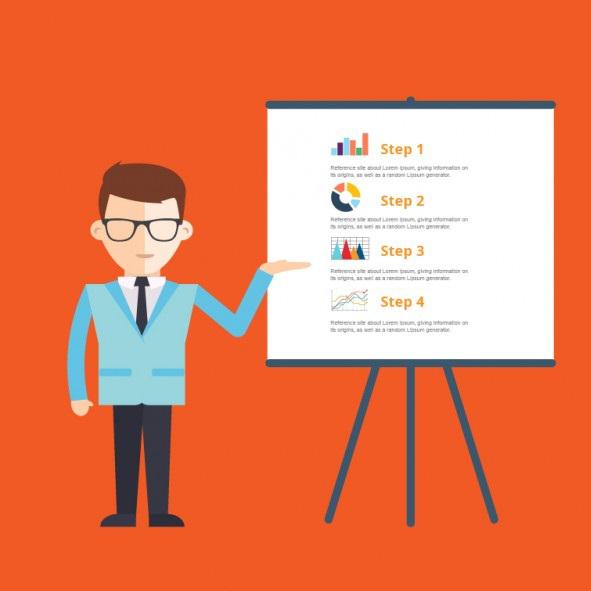 Step 1
Reference site about Lorem Ipsum, giving information on
its origins, as well as a random Lipsum generator.
Step 2
Reference site about Lorem Ipsum, giving information on
its origins, as well as a random Lipsum generator.
Step 3
Reference site about Lorem Ipsum, giving information on
its origins, as well as a random Lipsum generator.
Step 4
Reference site about Lorem Ipsum, giving information on
its origins, as well as a random Lipsum generator.